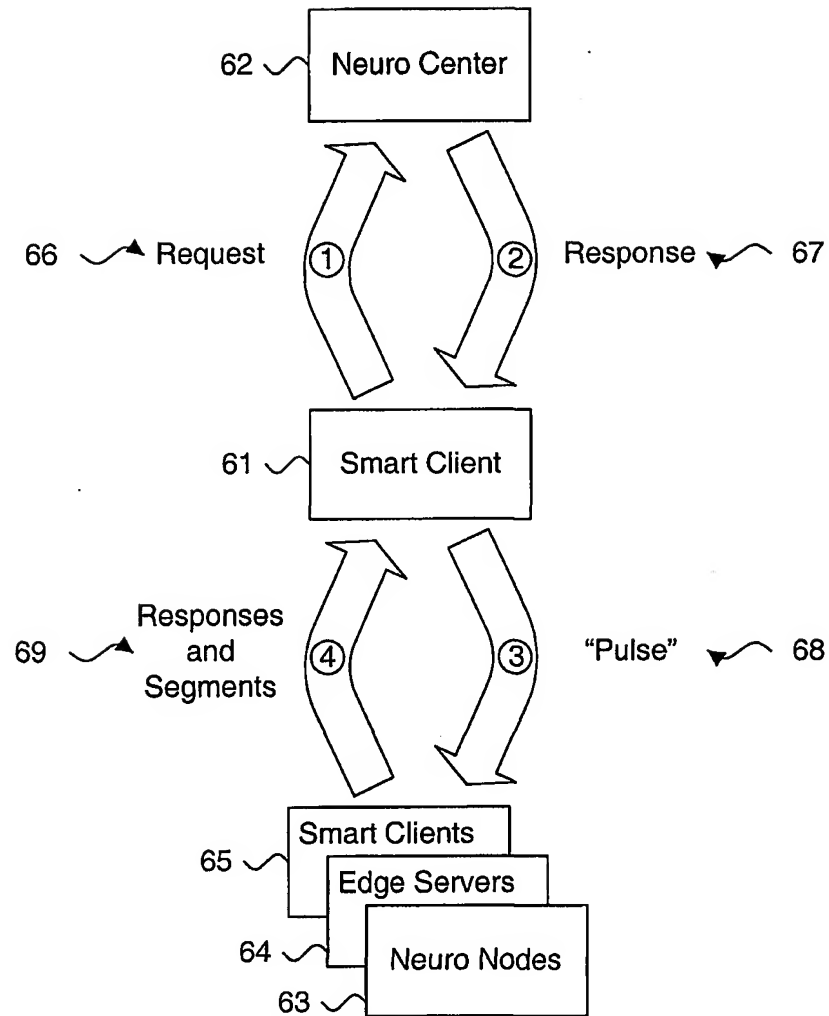 62 Neuro Center
66 Request 1 2 Response 67
61 Smart Client
69 Responses and Segments 4 3 “Pulse” 68
Smart Clients
65
Edge Servers
64
Neuro Nodes
63